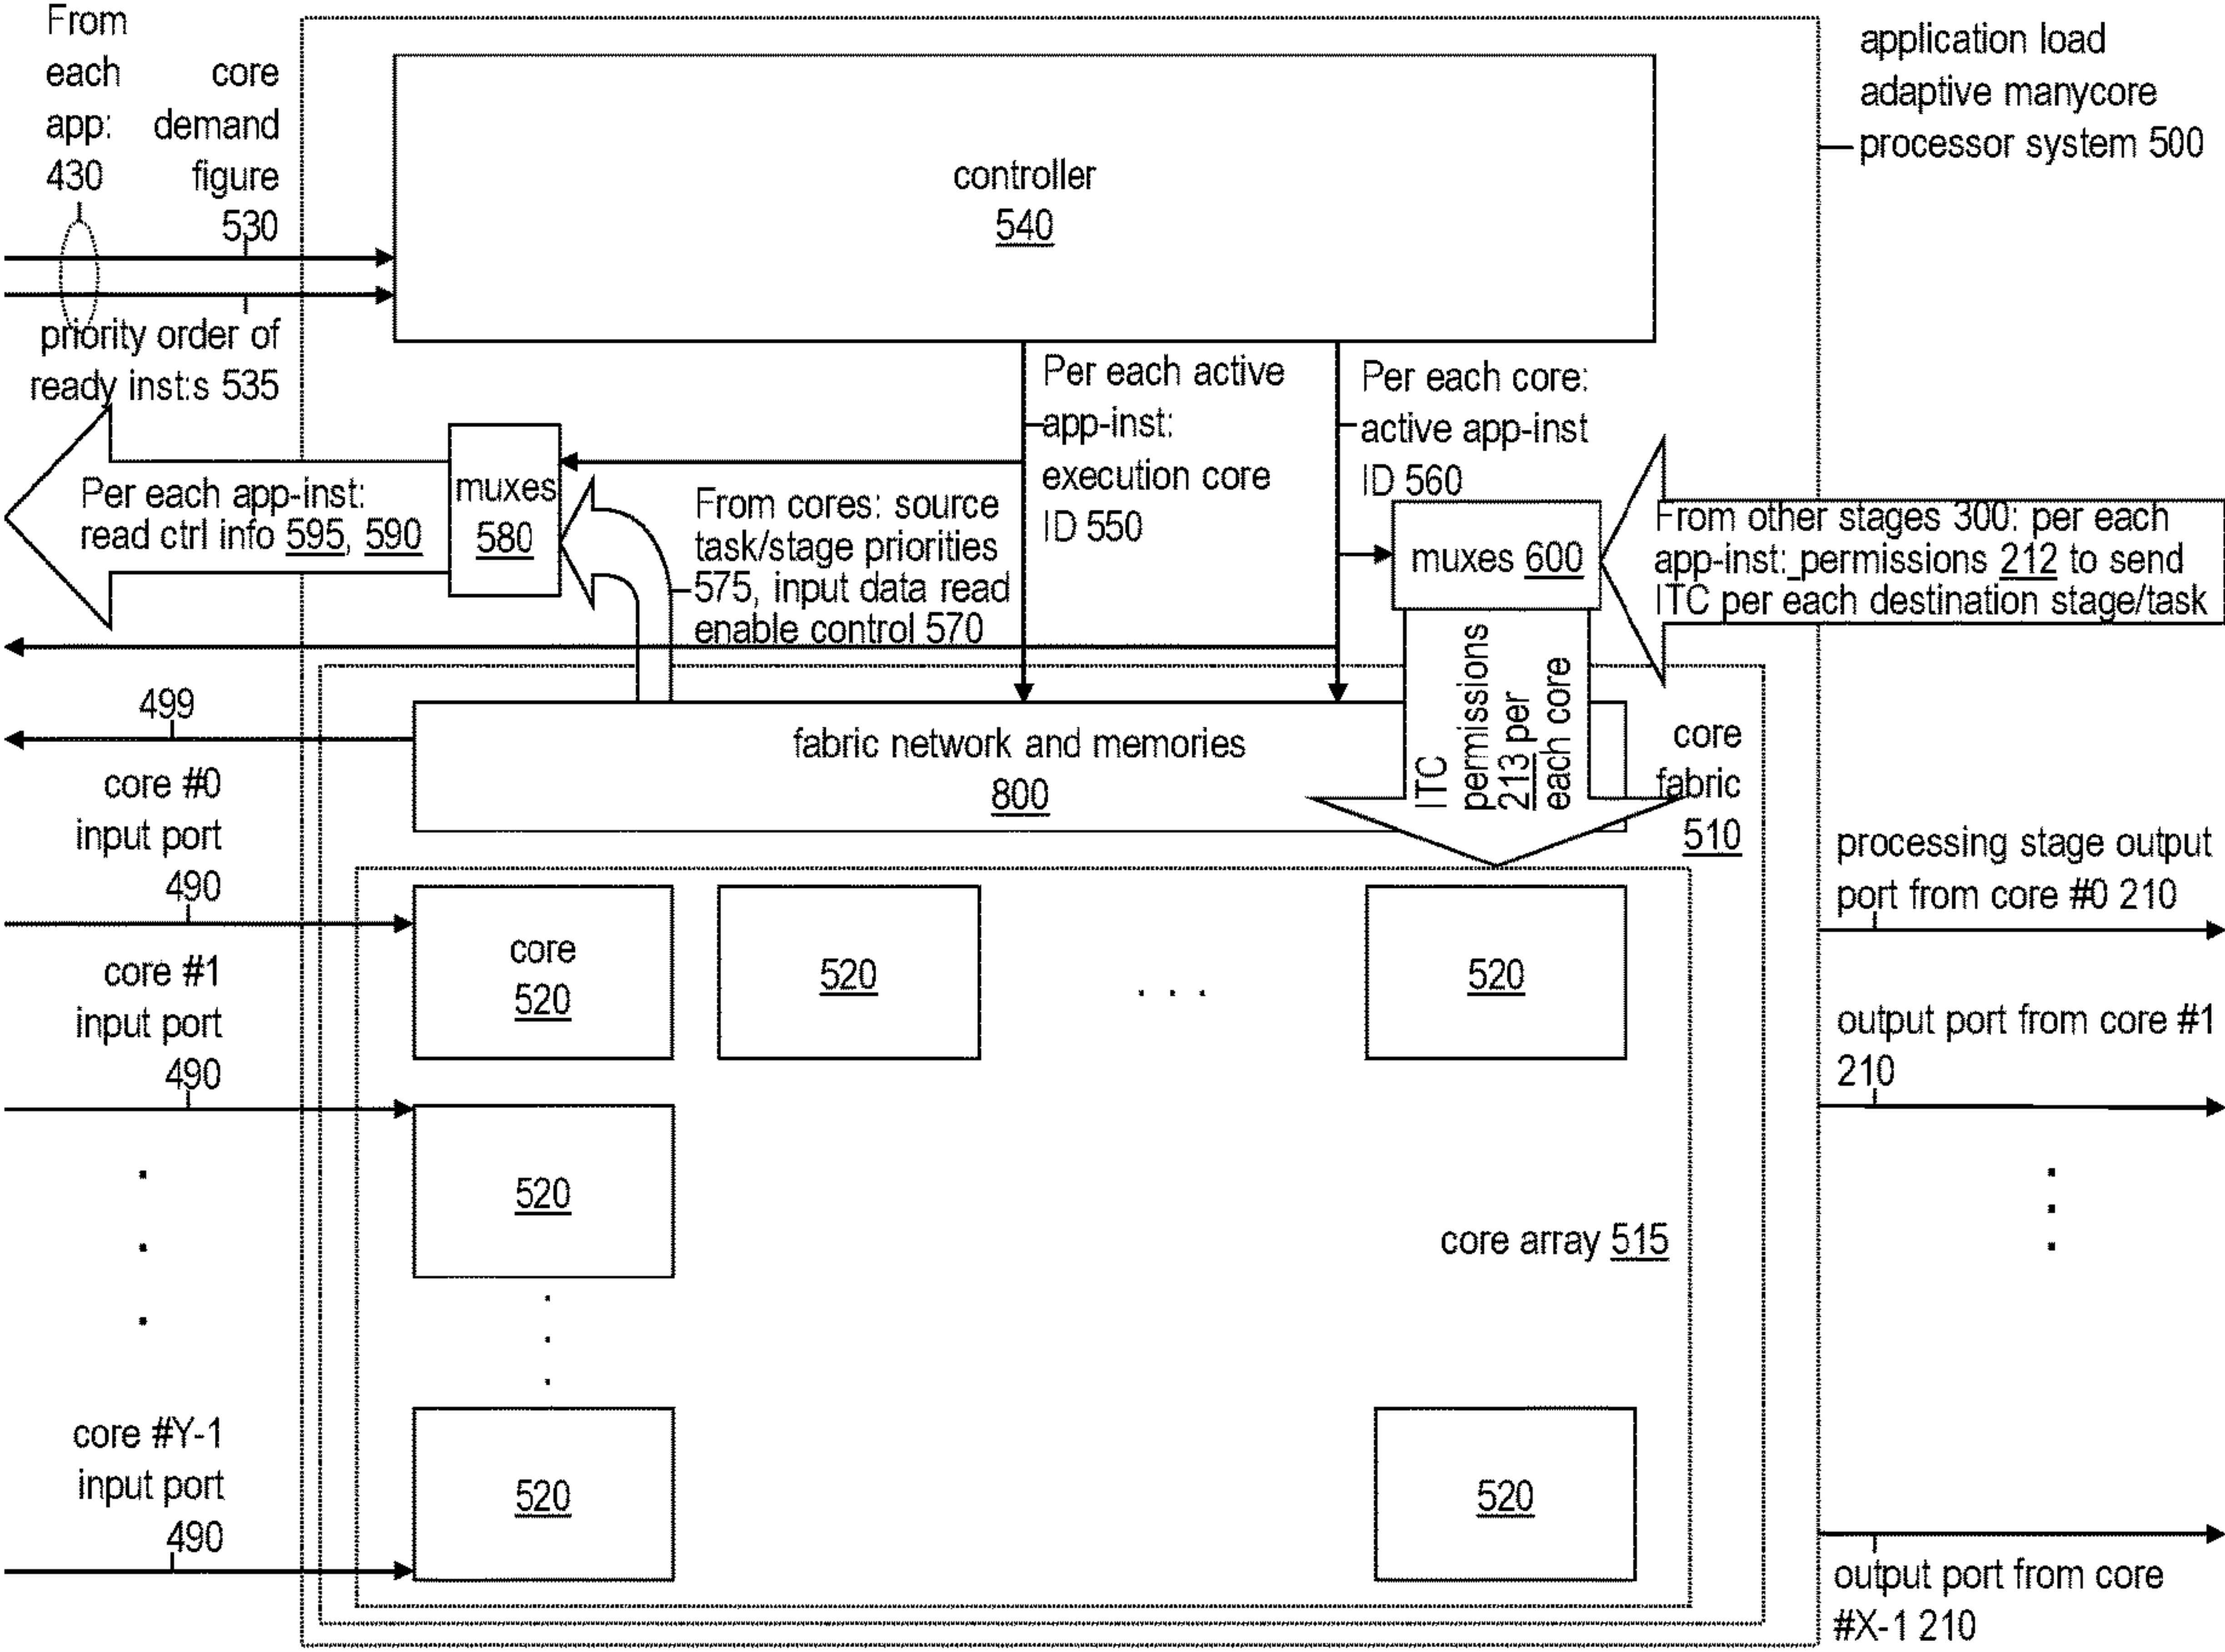 From
each core
app: demand
430 figure
530
priority order of
ready inst:s 535
controller
540
application load
adaptive manycore
processor system 500
Per each active
app-inst:
execution core
ID 550
Per each core:
active app-inst
ID 560
Per each app-inst:
read ctrl info 595, 590
muxes
580
From cores: source
task/stage priorities
575, input data read
enable control 570
muxes 600
From other stages 300: per each
app-inst: permissions 212 to send
ITC per each destination stage/task
ITC
permissions
213 per
each core
499
fabric network and memories
800
core
fabric
510
core #0
input port
490
core #1
input port
490
.
.
.
core #Y-1
input port
490
core
520
520
. . .
520
520
.
.
.
520
520
core array 515
processing stage output
port from core #0 210
output port from core #1
210
.
.
.
output port from core
#X-1 210